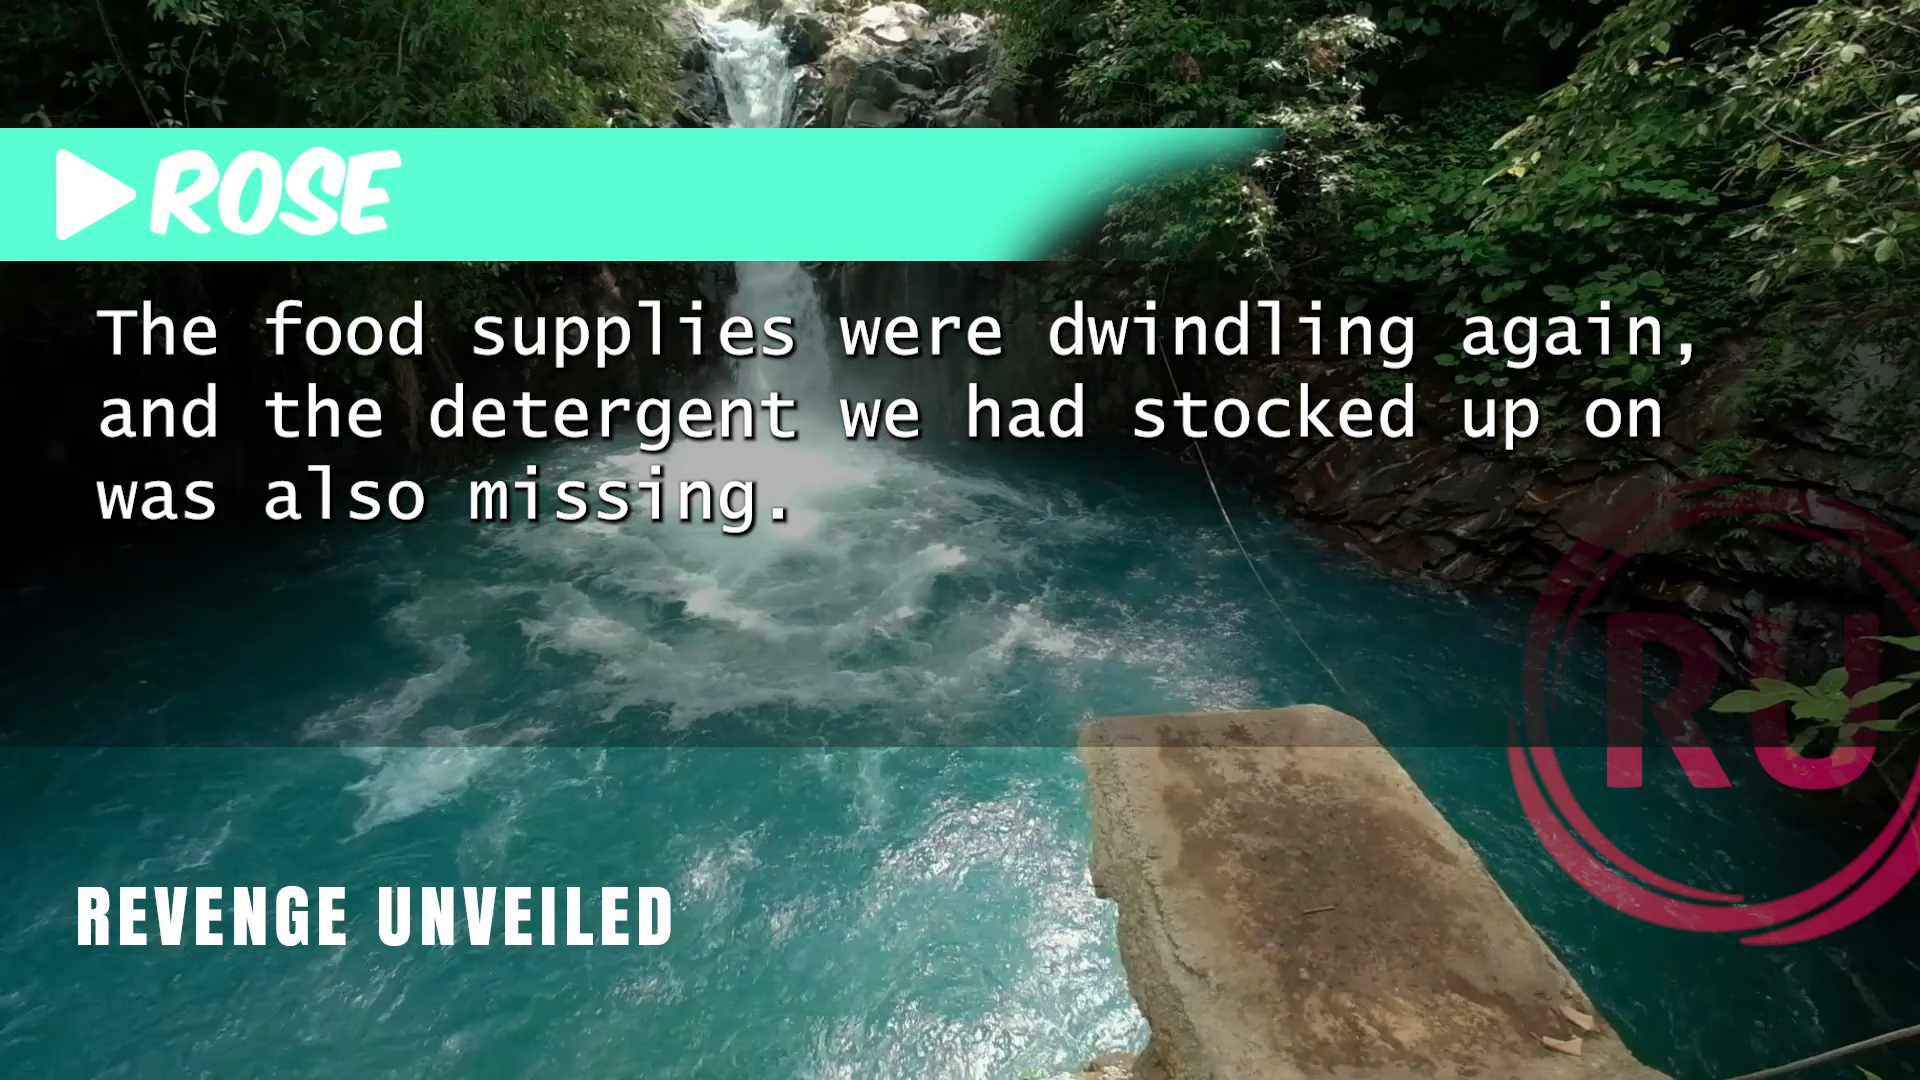 ROSE
The food supplies were dwindling again,
and the detergent we had stocked up on
was also missing.
RU
REVENGE UNVEILED